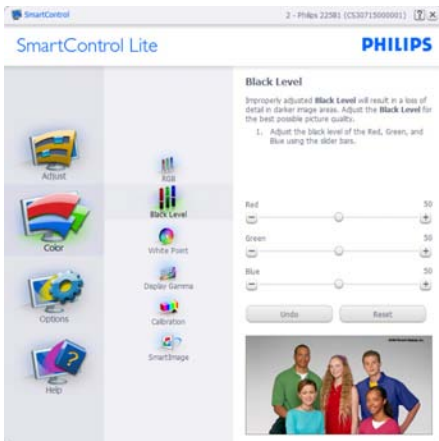 SmartControl
2 - Philips 225B1 (CS30715000001)
SmartControl Lite
PHILIPS
Adjust
Color
Options
Help
RGB
Black Level
White Point
Display Gamma
Calibration
SmartImage
Black Level
Improperly adjusted Black Level will result in a loss of
detail in darker image areas. Adjust the Black Level for
the best possible picture quality.
1. Adjust the black level of the Red, Green, and
Blue using the slider bars.
Red 50
Green 50
Blue 50
Undo Reset